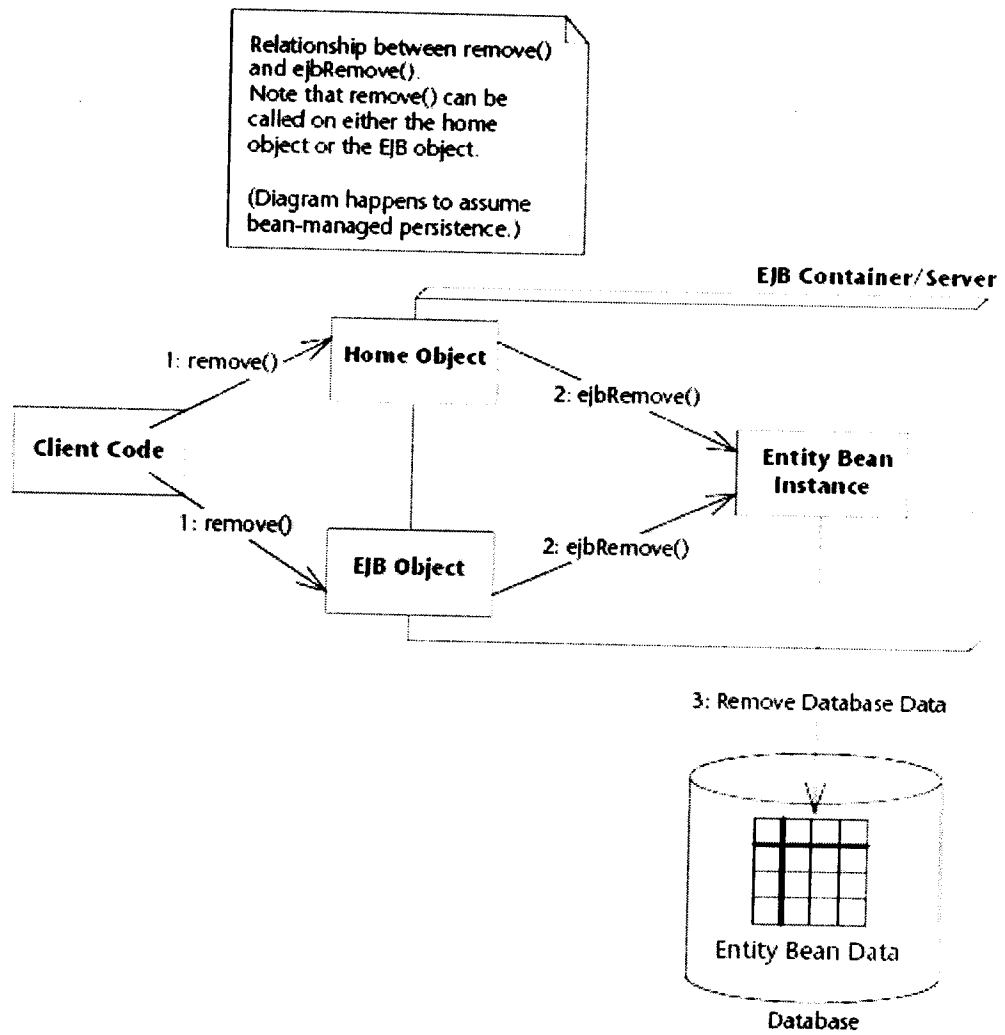 Relationship between remove()
and ejbRemove().
Note that remove() can be
called on either the home
object or the EJB object.
(Diagram happens to assume
bean-managed persistence.)
EJB Container/Server
Home Object
1: remove()
2: ejbRemove()
Client Code
Entity Bean
Instance
1: remove()
2: ejbRemove()
EJB Object
3: Remove Database Data
Entity Bean Data
Database